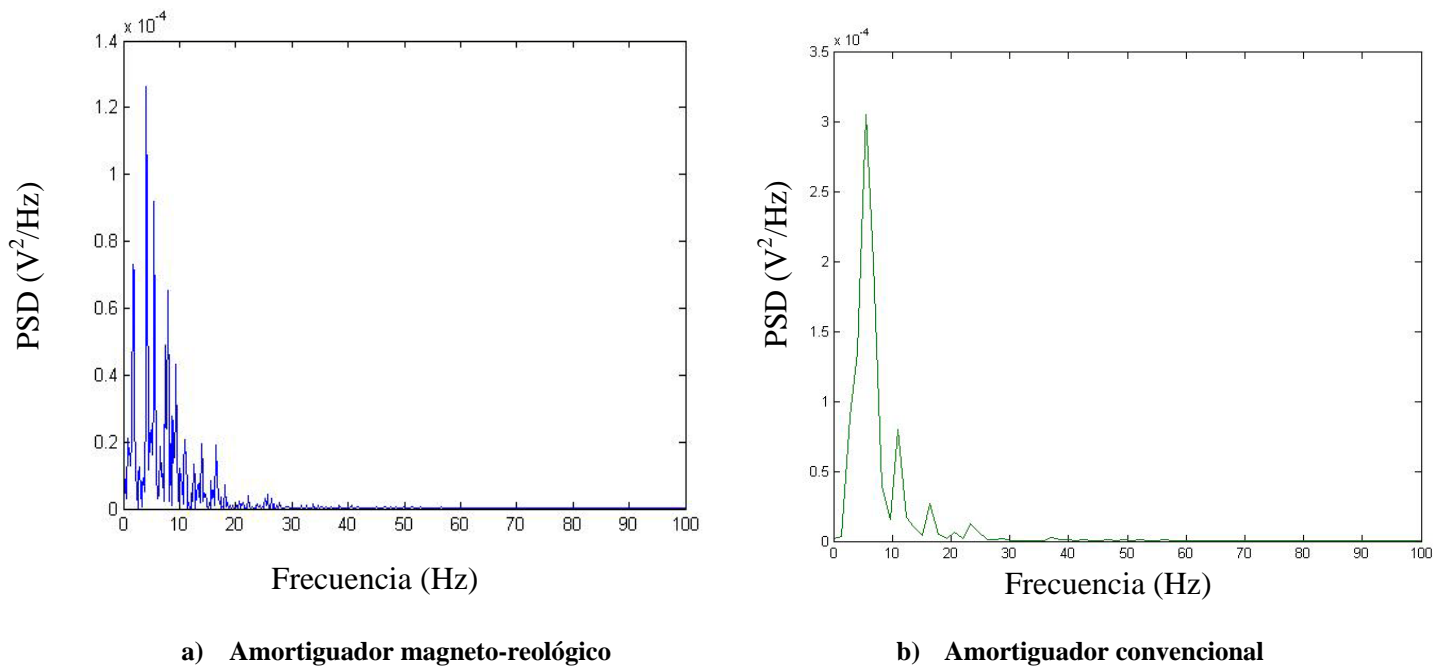 x 10⁻⁴
1.4
1.2
1
0.8
0.6
0.4
0.2
0
0 10 20 30 40 50 60 70 80 90 100
PSD (V²/Hz)
Frecuencia (Hz)
a) Amortiguador magneto-reológico
x 10⁻⁴
3.5
3
2.5
2
1.5
1
0.5
0
0 10 20 30 40 50 60 70 80 90 100
PSD (V²/Hz)
Frecuencia (Hz)
b) Amortiguador convencional